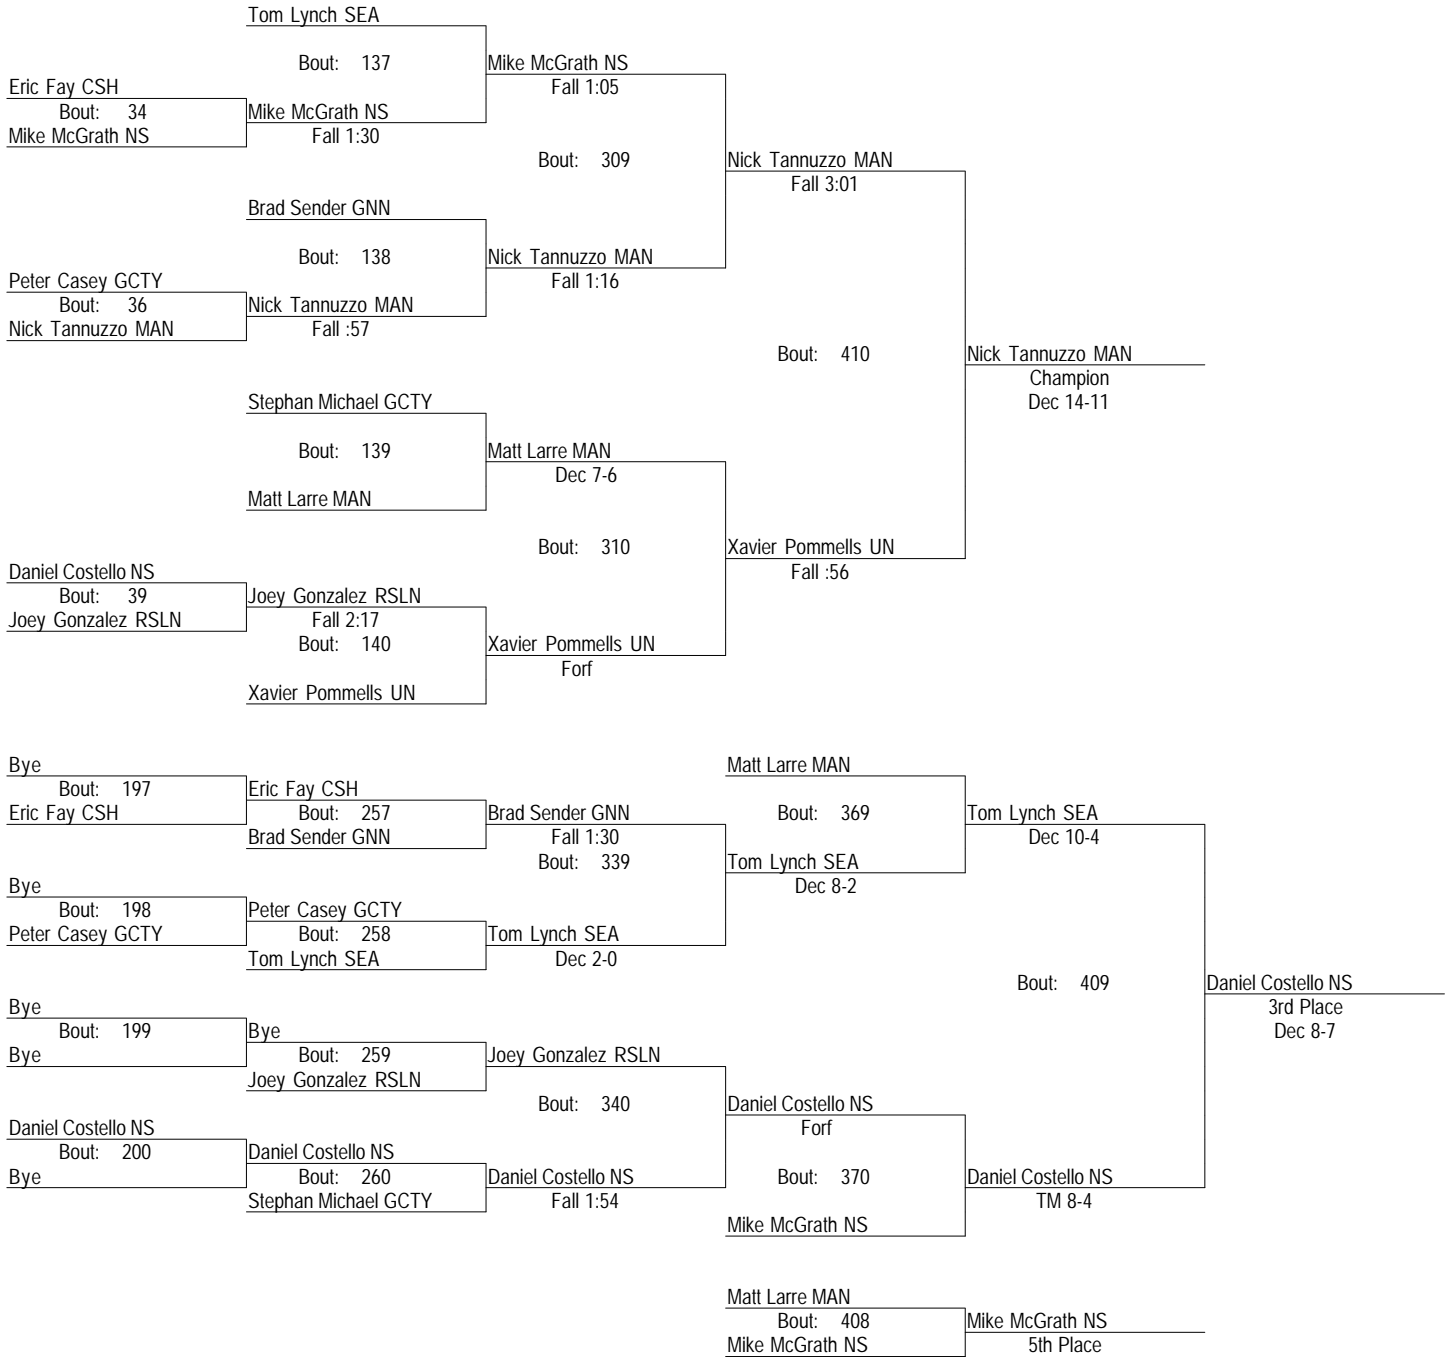 Tom Lynch SEA
Bout: 137
Mike McGrath NS
Fall 1:05
Eric Fay CSH
Bout: 34
Mike McGrath NS
Mike McGrath NS
Fall 1:30
Bout: 309
Nick Tannuzzo MAN
Fall 3:01
Brad Sender GNN
Bout: 138
Nick Tannuzzo MAN
Fall 1:16
Peter Casey GCTY
Bout: 36
Nick Tannuzzo MAN
Nick Tannuzzo MAN
Fall :57
Bout: 410
Nick Tannuzzo MAN
Champion
Dec 14-11
Stephan Michael GCTY
Bout: 139
Matt Larre MAN
Dec 7-6
Matt Larre MAN
Bout: 310
Xavier Pommells UN
Fall :56
Daniel Costello NS
Bout: 39
Joey Gonzalez RSLN
Joey Gonzalez RSLN
Fall 2:17
Bout: 140
Xavier Pommells UN
Forf
Xavier Pommells UN
Bye
Bout: 197
Eric Fay CSH
Eric Fay CSH
Bout: 257
Brad Sender GNN
Brad Sender GNN
Fall 1:30
Bout: 339
Matt Larre MAN
Bout: 369
Tom Lynch SEA
Dec 8-2
Tom Lynch SEA
Dec 10-4
Bye
Bout: 198
Peter Casey GCTY
Peter Casey GCTY
Bout: 258
Tom Lynch SEA
Tom Lynch SEA
Dec 2-0
Bout: 409
Daniel Costello NS
3rd Place
Dec 8-7
Bye
Bout: 199
Bye
Bye
Bout: 259
Joey Gonzalez RSLN
Joey Gonzalez RSLN
Bout: 340
Daniel Costello NS
Forf
Daniel Costello NS
Bout: 200
Bye
Daniel Costello NS
Bout: 260
Stephan Michael GCTY
Daniel Costello NS
Fall 1:54
Bout: 370
Mike McGrath NS
Daniel Costello NS
TM 8-4
Matt Larre MAN
Bout: 408
Mike McGrath NS
Mike McGrath NS
5th Place